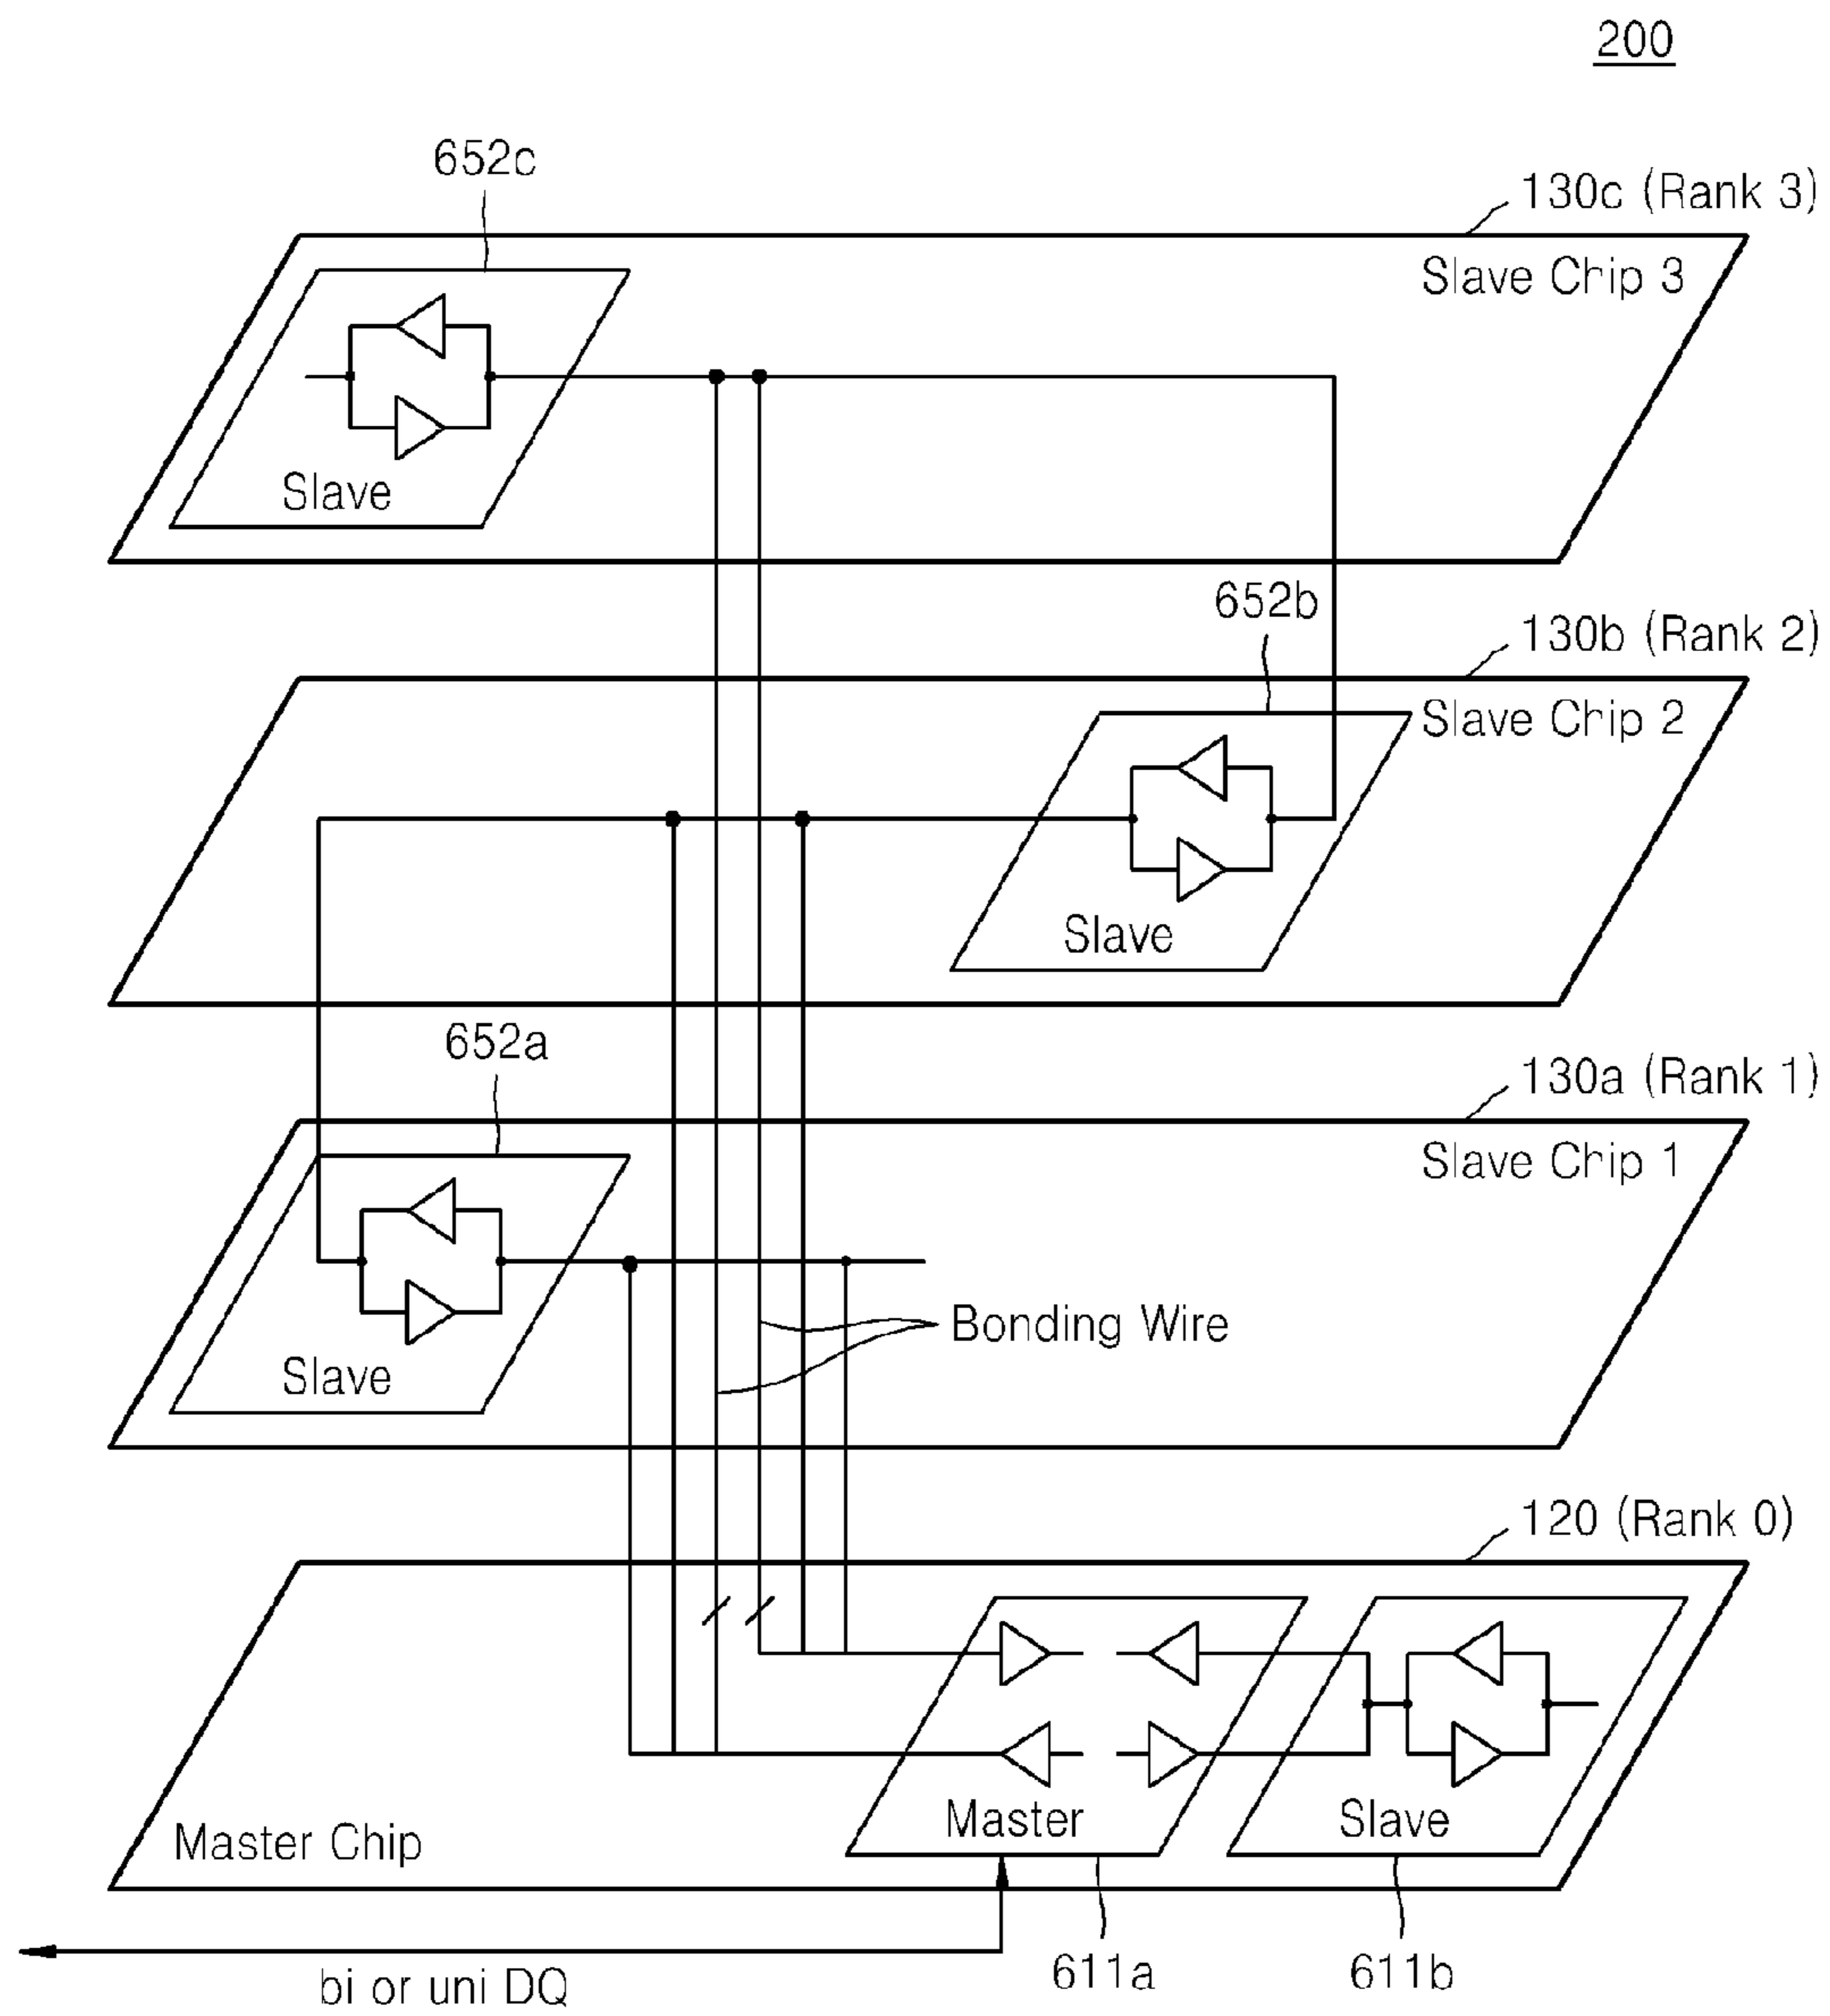 200
652c
130c (Rank 3)
Slave Chip 3
Slave
652b
130b (Rank 2)
Slave Chip 2
Slave
652a
130a (Rank 1)
Slave Chip 1
Bonding Wire
Slave
120 (Rank 0)
Master
Slave
Master Chip
bi or uni DQ
611a
611b